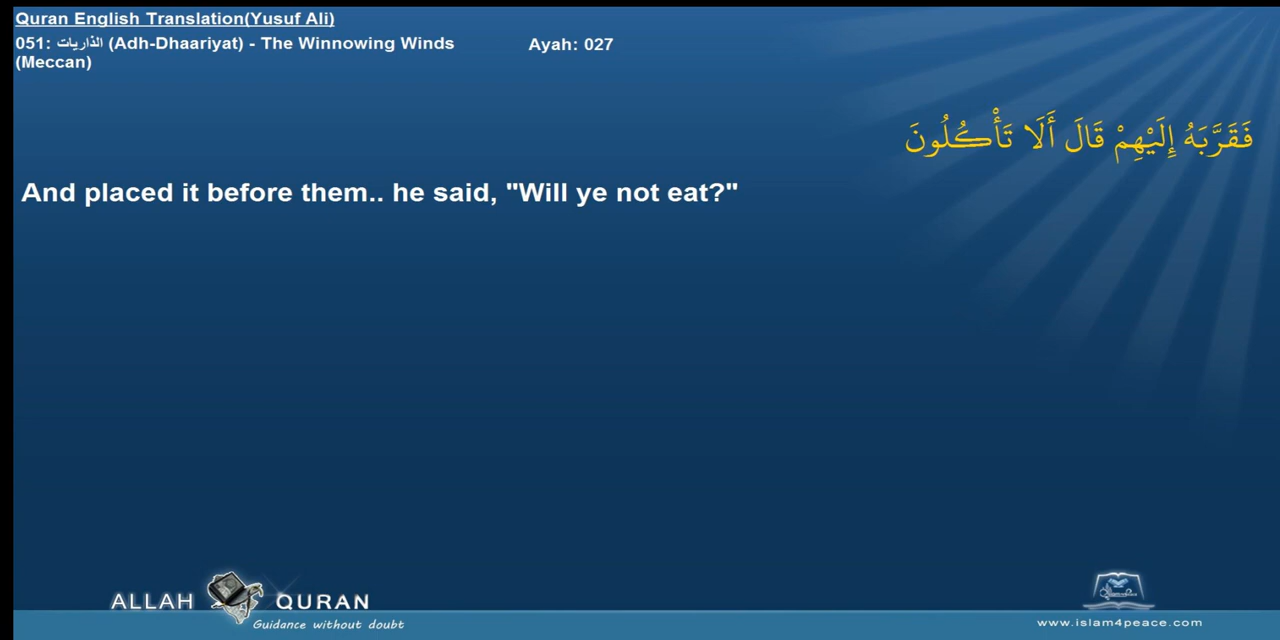 Quran English Translation(Yusuf Ali)
051: الذاريات (Adh-Dhaariyat) - The Winnowing Winds
(Meccan)
Ayah: 027
فَقَرَّبَهُ إِلَيْهِمْ قَالَ أَلَا تَأْكُلُونَ
And placed it before them.. he said, "Will ye not eat?"
ALLAH QURAN
Guidance without doubt
www.islam4peace.com